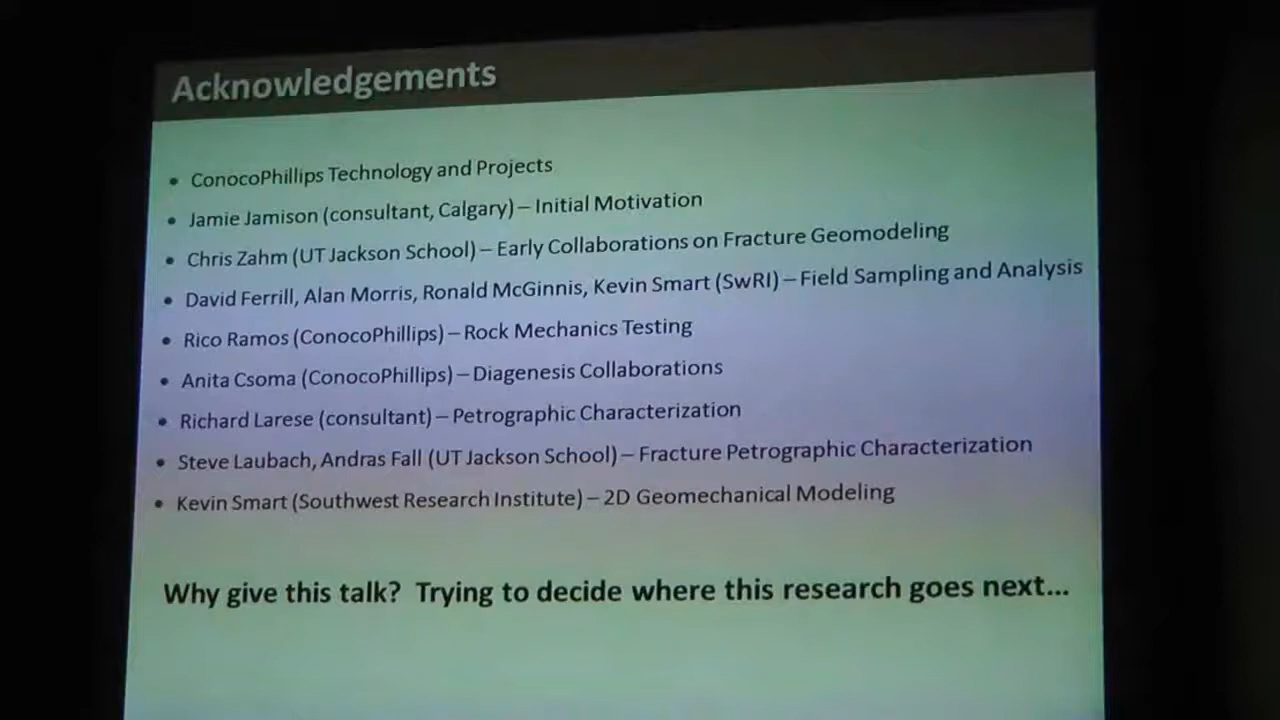 Acknowledgements
• ConocoPhillips Technology and Projects
• Jamie Jamison (consultant, Calgary) – Initial Motivation
• Chris Zahm (UT Jackson School) – Early Collaborations on Fracture Geomodeling
• David Ferrill, Alan Morris, Ronald McGinnis, Kevin Smart (SwRI) – Field Sampling and Analysis
• Rico Ramos (ConocoPhillips) – Rock Mechanics Testing
• Anita Csoma (ConocoPhillips) – Diagenesis Collaborations
• Richard Larese (consultant) – Petrographic Characterization
• Steve Laubach, Andras Fall (UT Jackson School) – Fracture Petrographic Characterization
• Kevin Smart (Southwest Research Institute) – 2D Geomechanical Modeling
Why give this talk? Trying to decide where this research goes next...